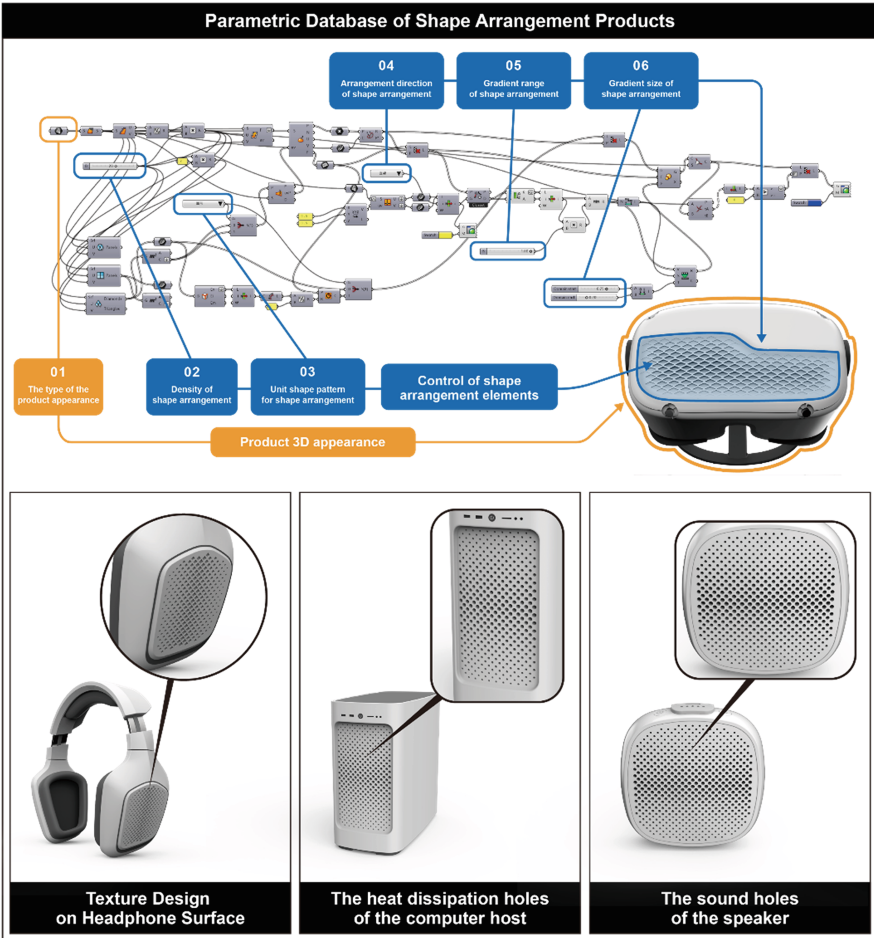 Parametric Database of Shape Arrangement Products
04
Arrangement direction
of shape arrangement
05
Gradient range
of shape arrangement
06
Gradient size of
shape arrangement
01
The type of the
product appearance
02
Density of
shape arrangement
03
Unit shape pattern
for shape arrangement
Control of shape
arrangement elements
Product 3D appearance
Texture Design
on Headphone Surface
The heat dissipation holes
of the computer host
The sound holes
of the speaker